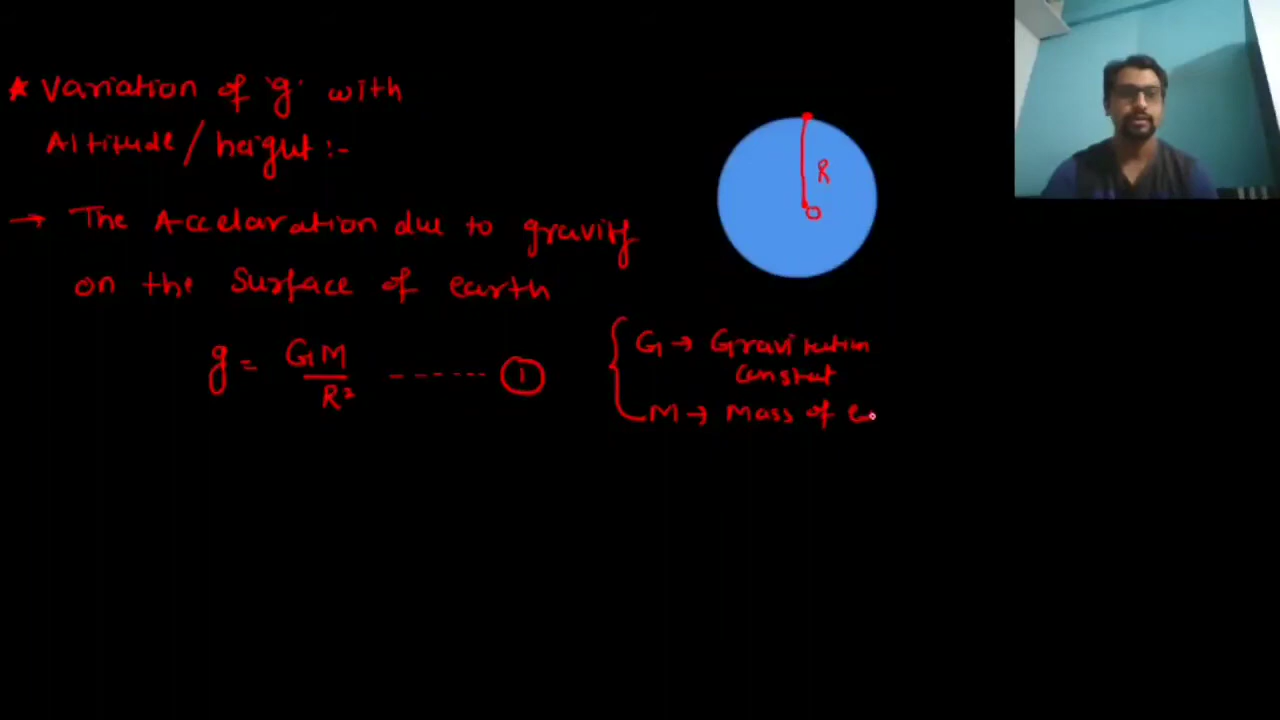 * Variation of 'g' with
Altitude / height :-
R
O
→ The Accelaration due to gravity
on the Surface of earth
g = GM / R² ------ ①
G → Gravitation
constat
M → Mass of e